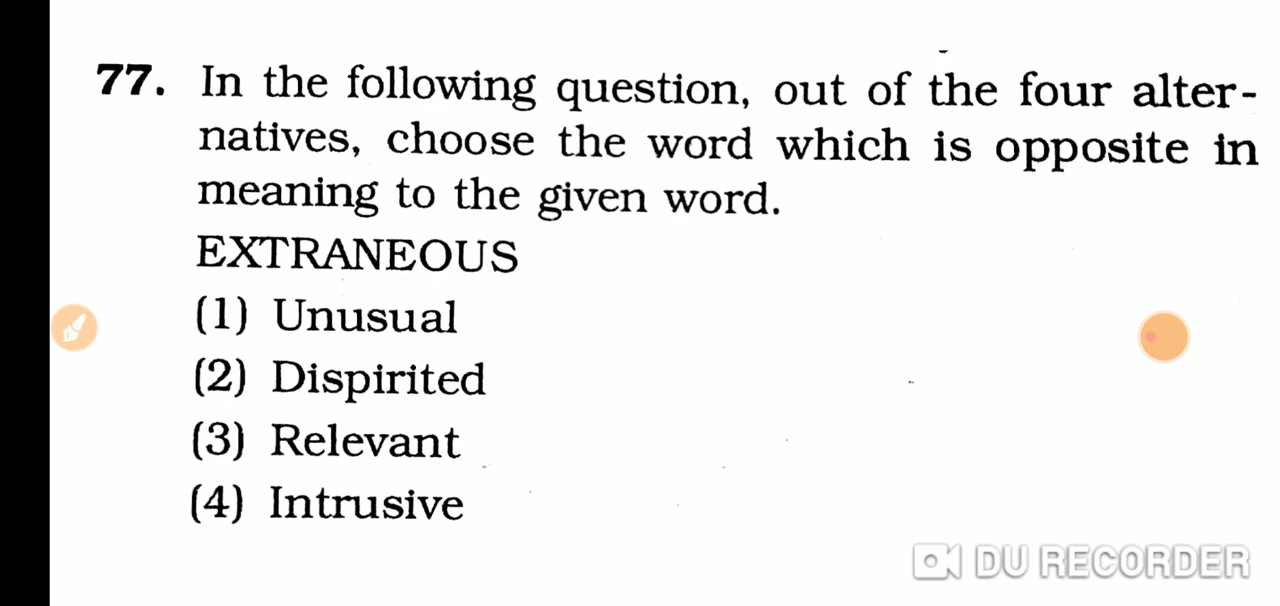 77. In the following question, out of the four alter-
natives, choose the word which is opposite in
meaning to the given word.
EXTRANEOUS
(1) Unusual
(2) Dispirited
(3) Relevant
(4) Intrusive
DU RECORDER